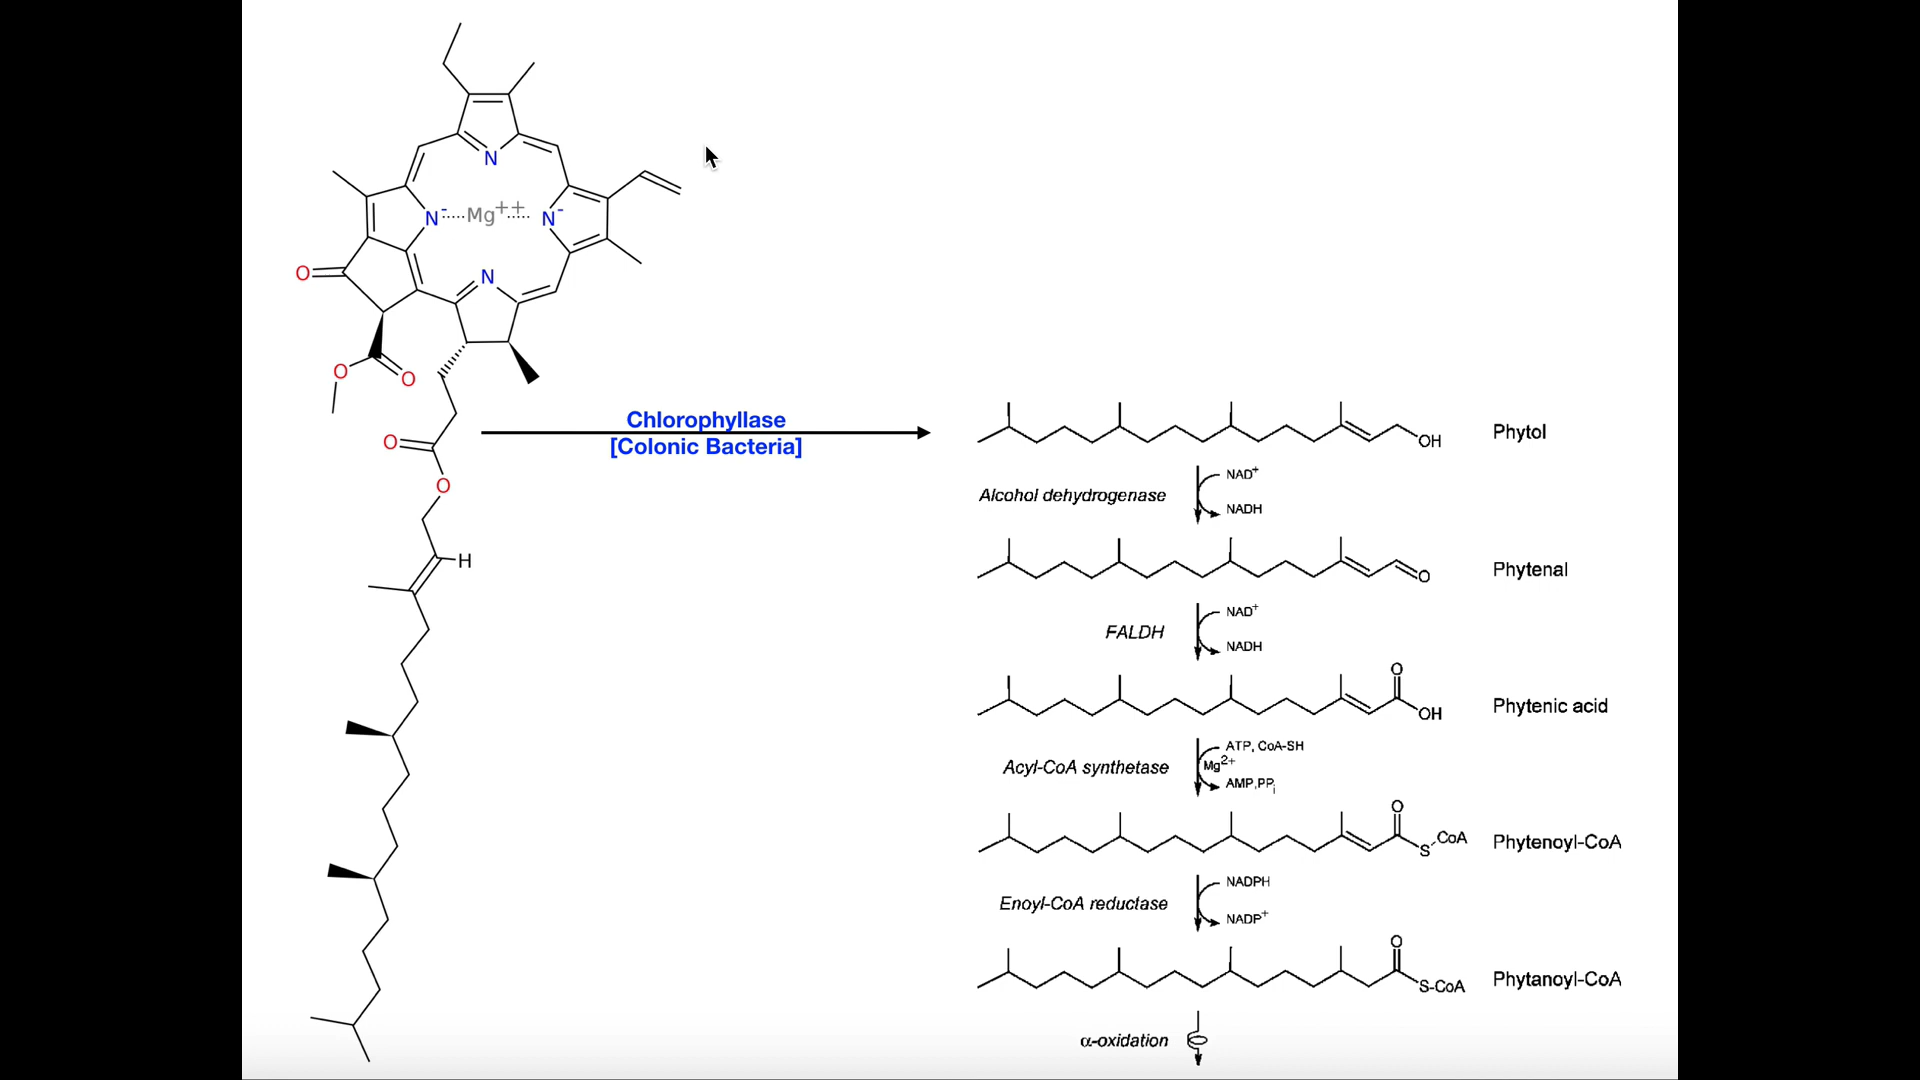 N
N-
Mg++
N-
N
O
O
O
O
O
H
Chlorophyllase
[Colonic Bacteria]
OH
Phytol
Alcohol dehydrogenase
NAD+
NADH
O
Phytenal
FALDH
NAD+
NADH
O
OH
Phytenic acid
Acyl-CoA synthetase
ATP, CoA-SH
Mg2+
AMP,PPi
O
S-CoA
Phytenoyl-CoA
Enoyl-CoA reductase
NADPH
NADP+
O
S-CoA
Phytanoyl-CoA
α-oxidation